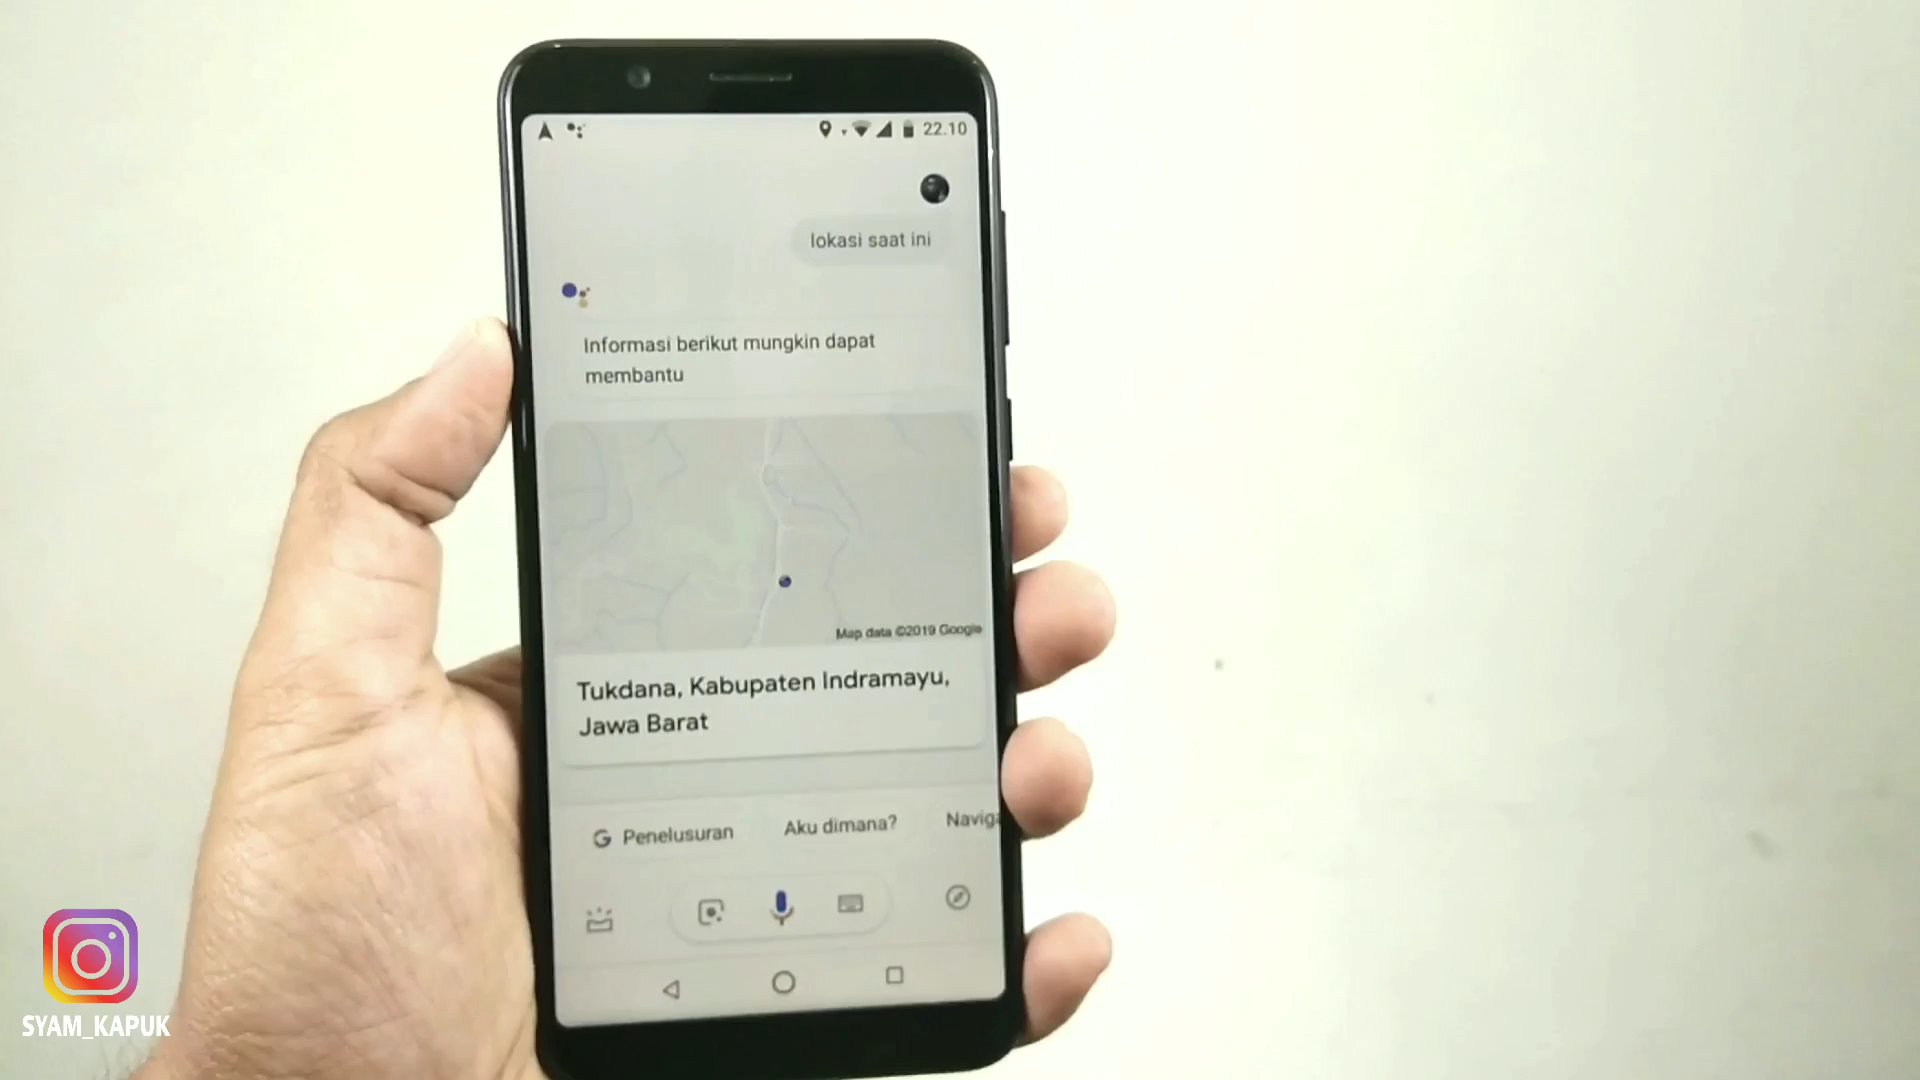 22.10
lokasi saat ini
Informasi berikut mungkin dapat
membantu
Map data ©2019 Google
Tukdana, Kabupaten Indramayu,
Jawa Barat
G Penelusuran Aku dimana? Naviga
SYAM_KAPUK